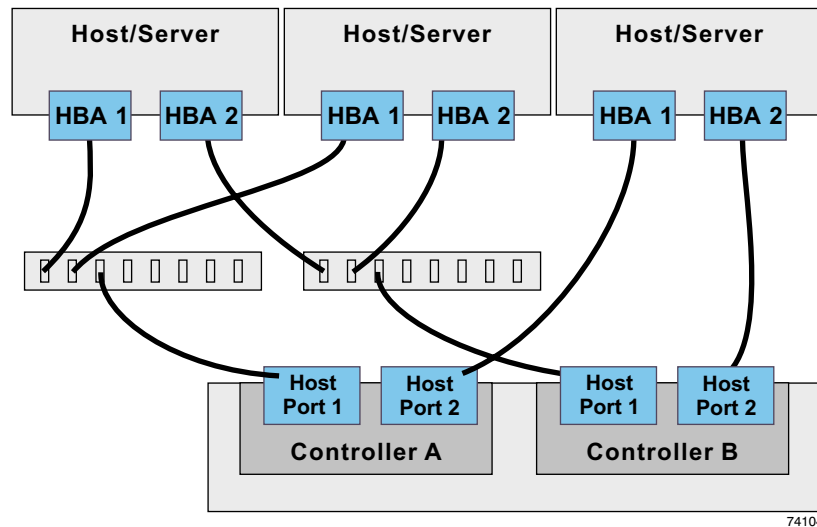 Host/Server
Host/Server
Host/Server
HBA 1
HBA 2
HBA 1
HBA 2
HBA 1
HBA 2
Host
Port 1
Host
Port 2
Host
Port 1
Host
Port 2
Controller A
Controller B